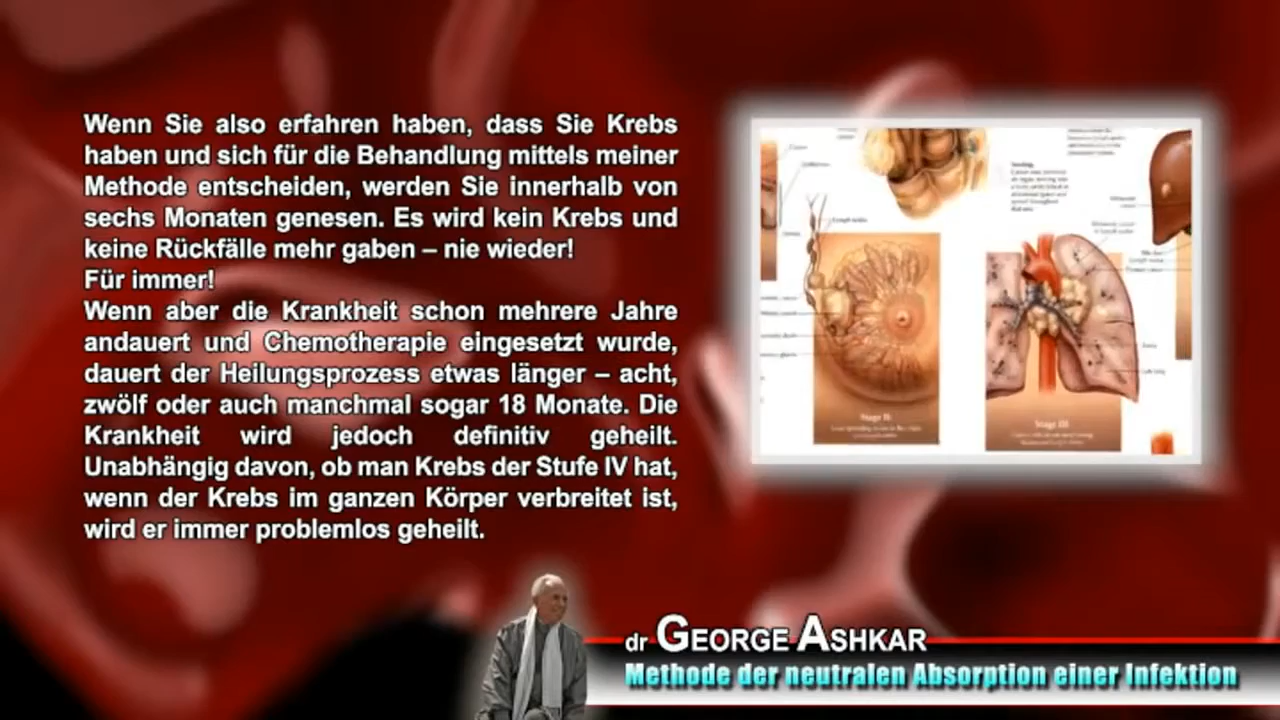 Wenn Sie also erfahren haben, dass Sie Krebs
haben und sich für die Behandlung mittels meiner
Methode entscheiden, werden Sie innerhalb von
sechs Monaten genesen. Es wird kein Krebs und
keine Rückfälle mehr gaben – nie wieder!
Für immer!
Wenn aber die Krankheit schon mehrere Jahre
andauert und Chemotherapie eingesetzt wurde,
dauert der Heilungsprozess etwas länger – acht,
zwölf oder auch manchmal sogar 18 Monate. Die
Krankheit wird jedoch definitiv geheilt.
Unabhängig davon, ob man Krebs der Stufe IV hat,
wenn der Krebs im ganzen Körper verbreitet ist,
wird er immer problemlos geheilt.
Stage III
dr GEORGE ASHKAR
Methode der neutralen Absorption einer Infektion